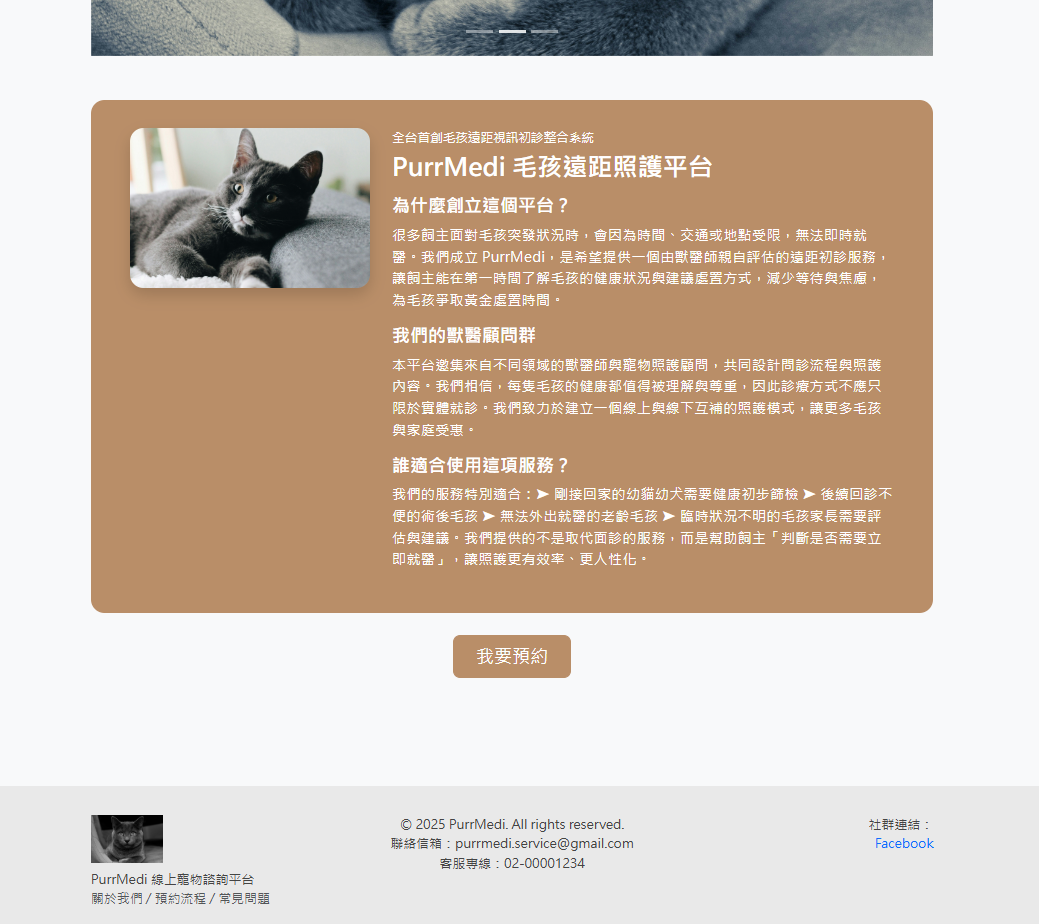 全台首創毛孩遠距視訊初診整合系統
PurrMedi 毛孩遠距照護平台
為什麼創立這個平台？
很多飼主面對毛孩突發狀況時，會因為時間、交通或地點受限，無法即時就
醫。我們成立 PurrMedi，是希望提供一個由獸醫師親自評估的遠距初診服務，
讓飼主能在第一時間了解毛孩的健康狀況與建議處置方式，減少等待與焦慮，
為毛孩爭取黃金處置時間。
我們的獸醫顧問群
本平台邀集來自不同領域的獸醫師與寵物照護顧問，共同設計問診流程與照護
內容。我們相信，每隻毛孩的健康都值得被理解與尊重，因此診療方式不應只
限於實體就診。我們致力於建立一個線上與線下互補的照護模式，讓更多毛孩
與家庭受惠。
誰適合使用這項服務？
我們的服務特別適合：➤ 剛接回家的幼貓幼犬需要健康初步篩檢 ➤ 後續回診不
便的術後毛孩 ➤ 無法外出就醫的老齡毛孩 ➤ 臨時狀況不明的毛孩家長需要評
估與建議。我們提供的不是取代面診的服務，而是幫助飼主「判斷是否需要立
即就醫」，讓照護更有效率、更人性化。
我要預約
PurrMedi 線上寵物諮詢平台
關於我們 / 預約流程 / 常見問題
© 2025 PurrMedi. All rights reserved.
聯絡信箱：purrmedi.service@gmail.com
客服專線：02-00001234
社群連結：
Facebook